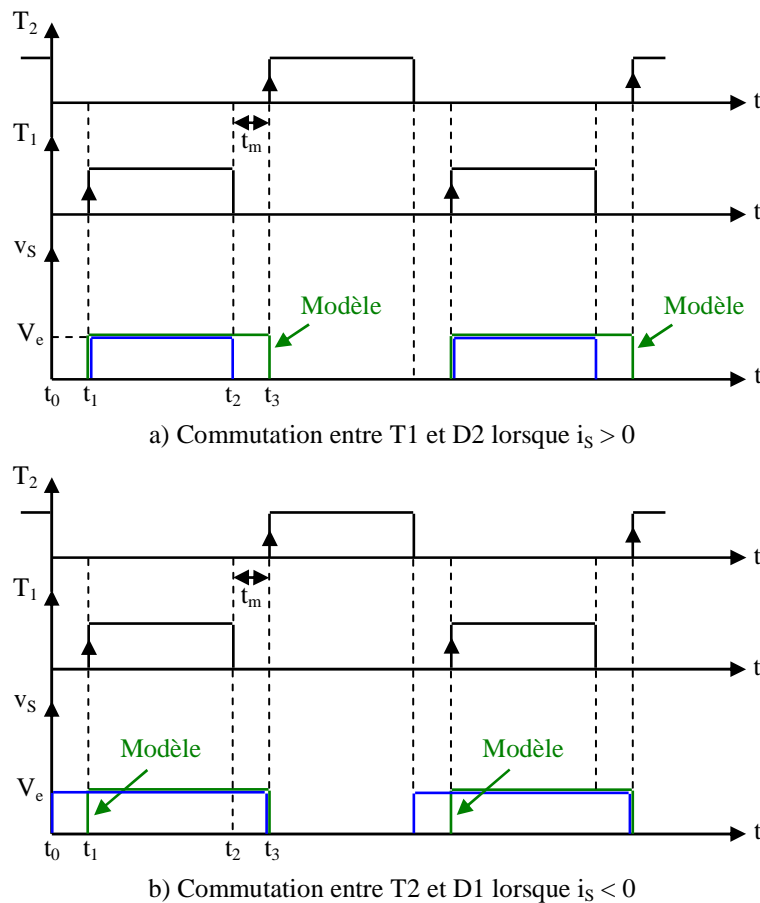 T2
t
T1
tm
t
vS
Modèle
Modèle
Ve
t
t0 t1 t2 t3
a) Commutation entre T1 et D2 lorsque iS > 0
T2
t
T1
tm
t
vS
Modèle
Modèle
Ve
t
t0 t1 t2 t3
b) Commutation entre T2 et D1 lorsque iS < 0